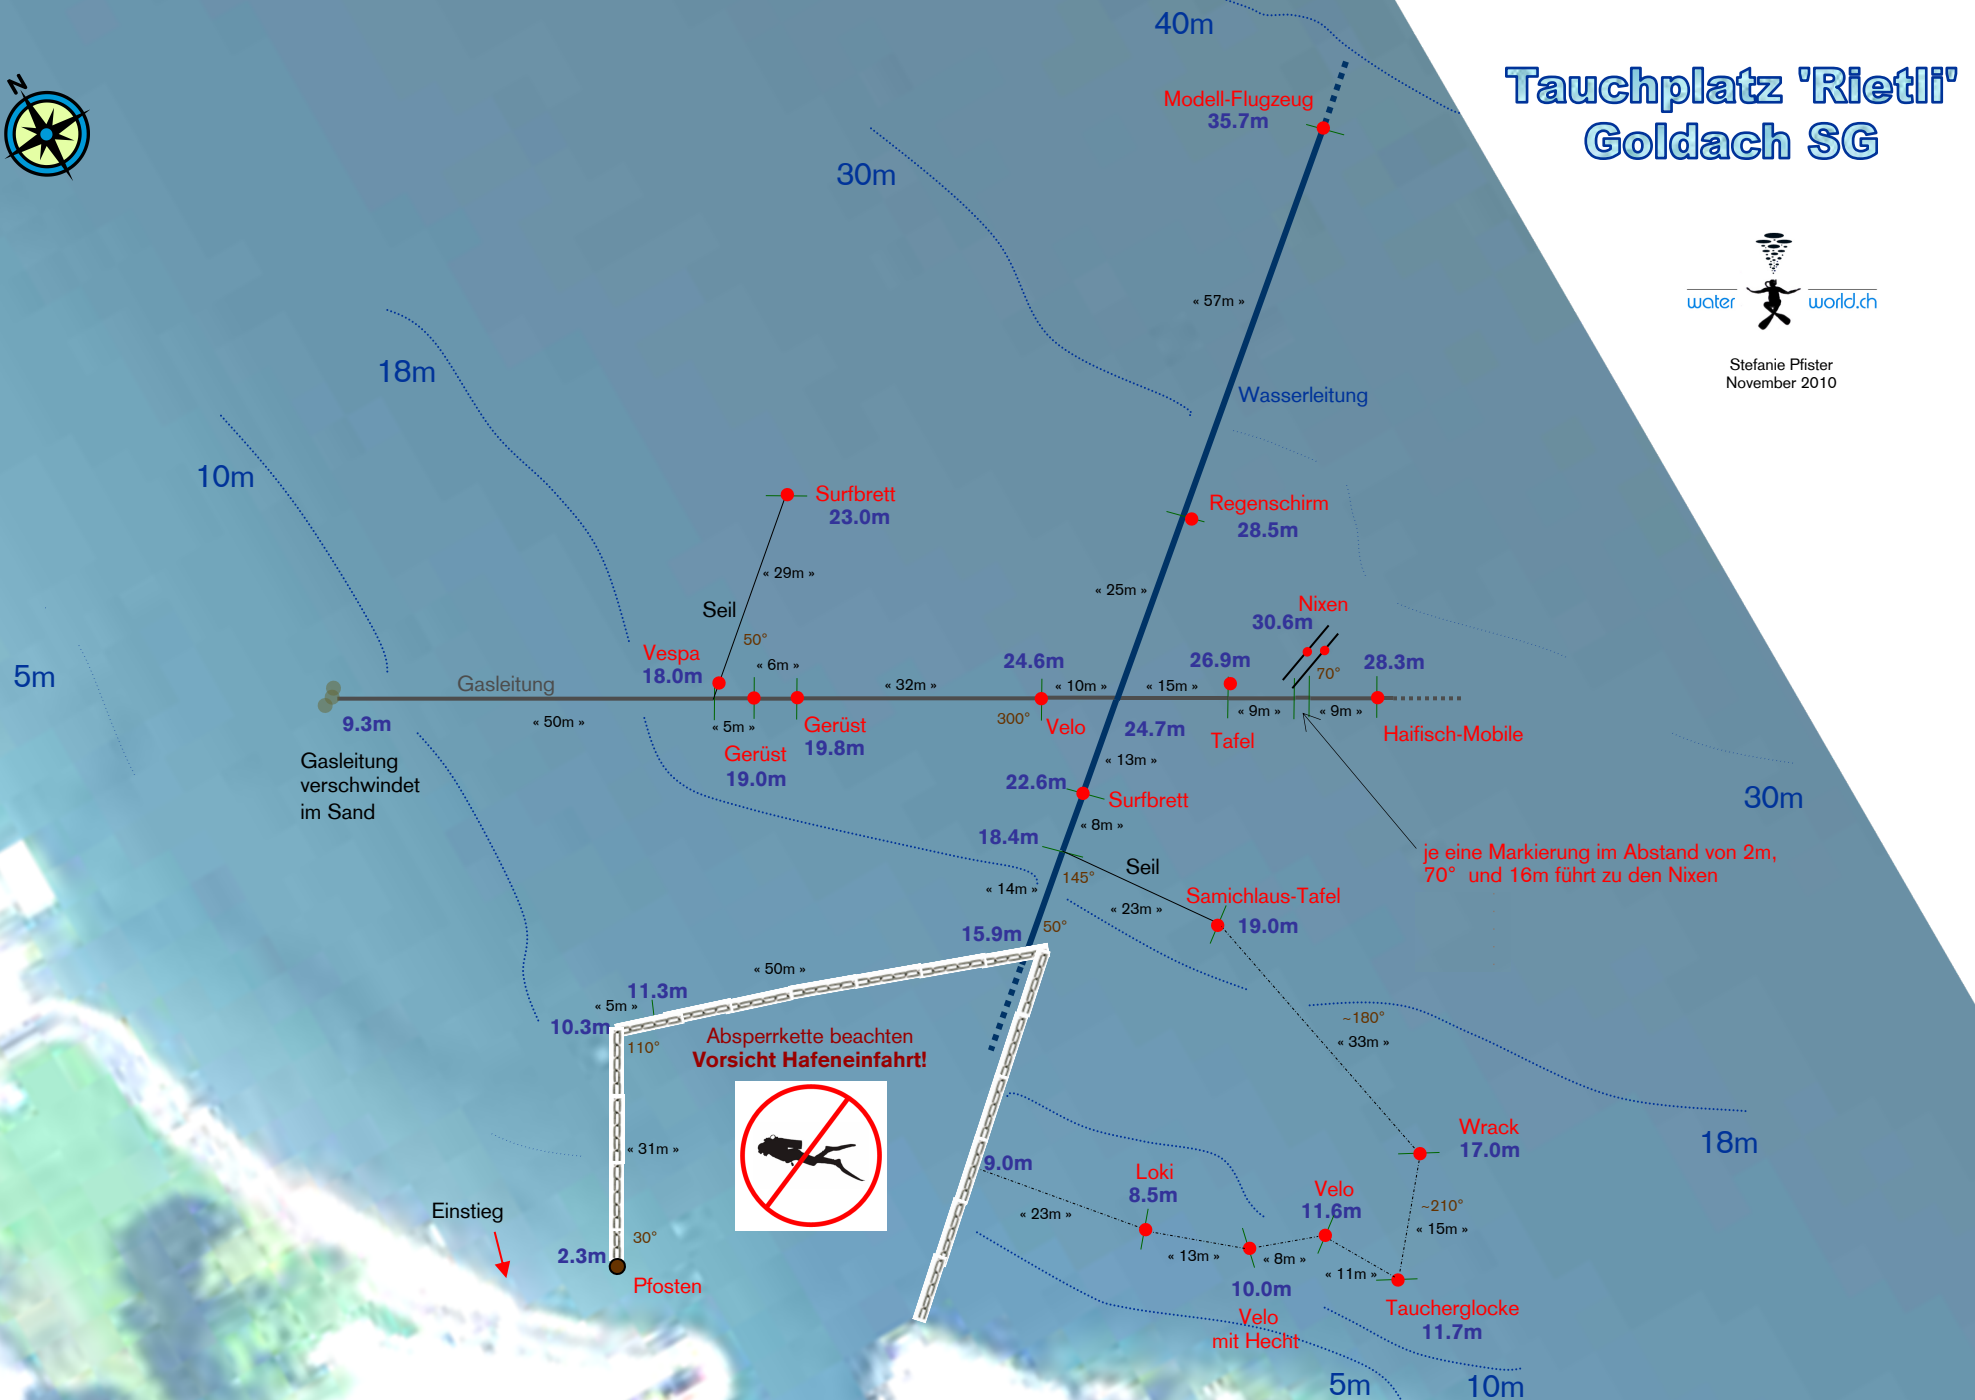 40m
Tauchplatz 'Rietli'
Goldach SG
N
Modell-Flugzeug
35.7m
30m
water world.ch
« 57m »
Stefanie Pfister
November 2010
18m
Wasserleitung
10m
Surfbrett
23.0m
Regenschirm
28.5m
« 29m »
« 25m »
Seil
Nixen
30.6m
50°
Vespa
18.0m
« 6m »
24.6m
26.9m
28.3m
70°
5m
Gasleitung
« 32m »
« 10m »
« 15m »
9.3m
« 50m »
« 5m »
Gerüst
19.8m
300°
Velo
24.7m
« 9m »
« 9m »
Tafel
Haifisch-Mobile
Gerüst
19.0m
Gasleitung
verschwindet
im Sand
« 13m »
22.6m
Surfbrett
30m
« 8m »
18.4m
Seil
je eine Markierung im Abstand von 2m,
70° und 16m führt zu den Nixen
145°
« 14m »
Samichlaus-Tafel
19.0m
« 23m »
15.9m
50°
« 50m »
11.3m
« 5m »
10.3m
110°
Absperrkette beachten
Vorsicht Hafeneinfahrt!
~180°
« 33m »
Wrack
17.0m
18m
« 31m »
9.0m
Loki
8.5m
Velo
11.6m
~210°
« 15m »
Einstieg
« 23m »
30°
2.3m
Pfosten
« 13m »
« 8m »
« 11m »
10.0m
Velo
mit Hecht
Taucherglocke
11.7m
5m
10m